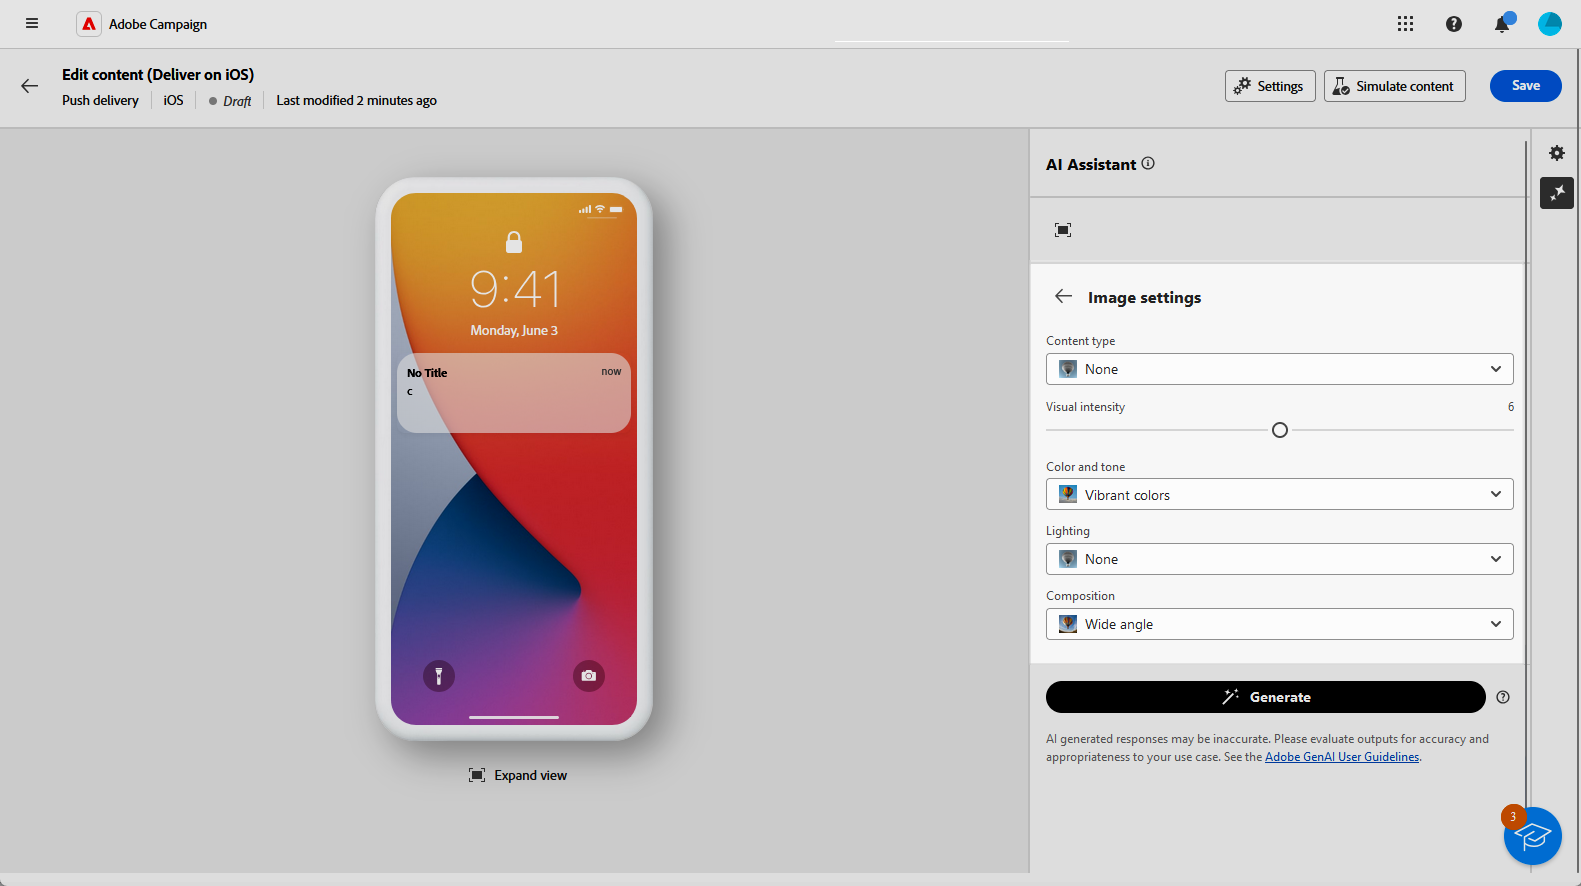 Adobe Campaign
Edit content (Deliver on iOS)
Push delivery iOS Draft Last modified 2 minutes ago
Settings
Simulate content
Save
9:41
Monday, June 3
No Title now
c
Expand view
AI Assistant
Image settings
Content type
None
Visual intensity 6
Color and tone
Vibrant colors
Lighting
None
Composition
Wide angle
Generate
AI generated responses may be inaccurate. Please evaluate outputs for accuracy and
appropriateness to your use case. See the Adobe GenAI User Guidelines.
3